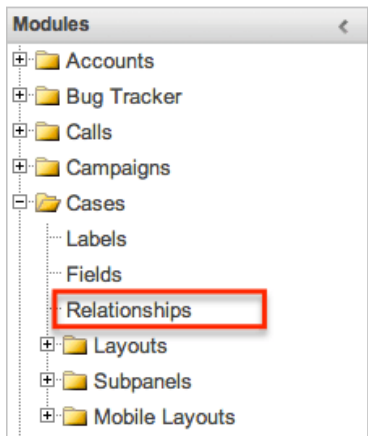 Modules
Accounts
Bug Tracker
Calls
Campaigns
Cases
Labels
Fields
Relationships
Layouts
Subpanels
Mobile Layouts